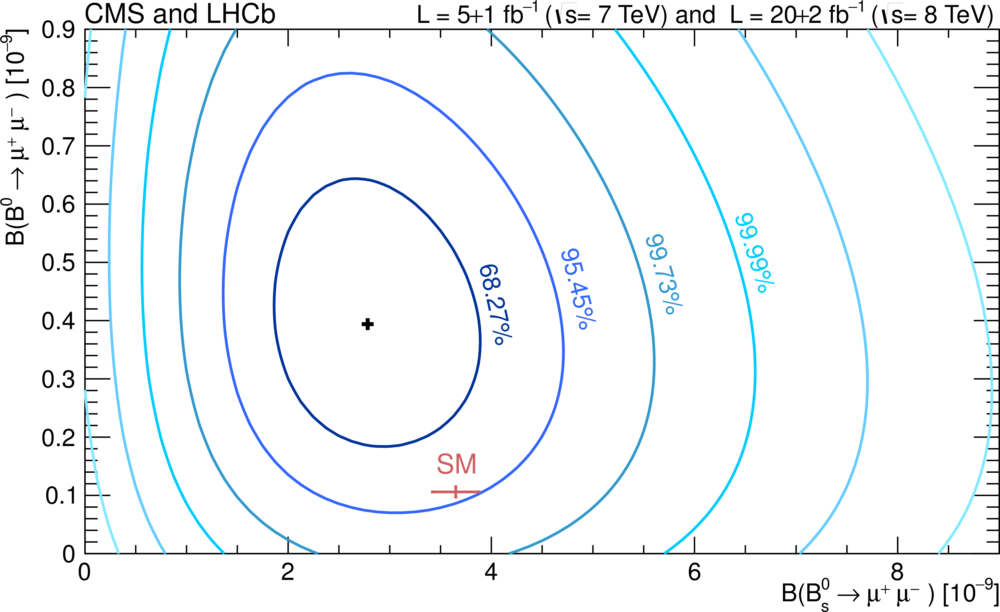 CMS and LHCb L = 5+1 fb⁻¹ (√s= 7 TeV) and L = 20+2 fb⁻¹ (√s= 8 TeV)
B(B⁰ → μ⁺ μ⁻ ) [10⁻⁹]
0.9
0.8
0.7
0.6
0.5
0.4
0.3
0.2
0.1
0
68.27%
95.45%
99.73%
99.99%
SM
0 2 4 6 8
B(B⁰ₛ → μ⁺ μ⁻ ) [10⁻⁹]